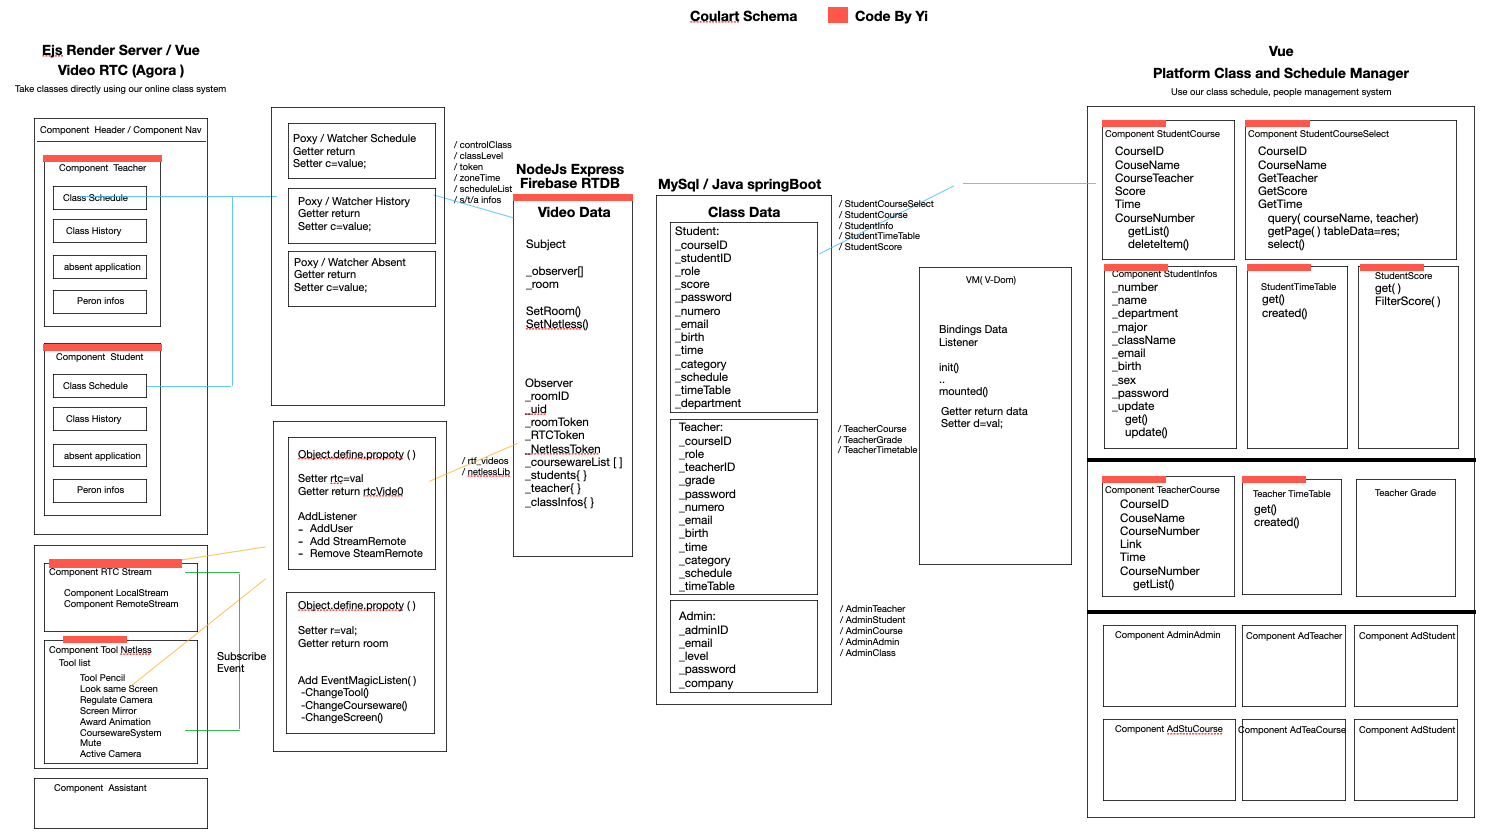 Coulart Schema
Code By Yi
Ejs Render Server / Vue
Video RTC (Agora )
Take classes directly using our online class system
Component Header / Component Nav
Component Teacher
Class Schedule
Class History
absent application
Peron infos
Component Student
Class Schedule
Class History
absent application
Peron infos
Component RTC Stream
Component LocalStream
Component RemoteStream
Component Tool Netless
Tool list
Tool Pencil
Look same Screen
Regulate Camera
Screen Mirror
Award Animation
CoursewareSystem
Mute
Active Camera
Component Assistant
Subscribe
Event
Poxy / Watcher Schedule
Getter return
Setter c=value;
Poxy / Watcher History
Getter return
Setter c=value;
Poxy / Watcher Absent
Getter return
Setter c=value;
Object.define.propoty ( )
Setter rtc=val
Getter return rtcVide0
AddListener
- AddUser
- Add StreamRemote
- Remove SteamRemote
Object.define.propoty ( )
Setter r=val;
Getter return room
Add EventMagicListen( )
-ChangeTool()
-ChangeCourseware()
-ChangeScreen()
/ controlClass
/ classLevel
/ token
/ zoneTime
/ scheduleList
/ s/t/a infos
/ rtf_videos
/ netlessLib
NodeJs Express
Firebase RTDB
Video Data
Subject
_observer[]
_room
SetRoom()
SetNetless()
Observer
_roomID
_uid
_roomToken
_RTCToken
_NetlessToken
_coursewareList [ ]
_students{ }
_teacher{ }
_classInfos{ }
MySql / Java springBoot
Class Data
Student:
_courseID
_studentID
_role
_score
_password
_numero
_email
_birth
_time
_category
_schedule
_timeTable
_department
Teacher:
_courseID
_role
_teacherID
_grade
_password
_numero
_email
_birth
_time
_category
_schedule
_timeTable
Admin:
_adminID
_email
_level
_password
_company
/ StudentCourseSelect
/ StudentCourse
/ StudentInfo
/ StudentTimeTable
/ StudentScore
/ TeacherCourse
/ TeacherGrade
/ TeacherTimetable
/ AdminTeacher
/ AdminStudent
/ AdminCourse
/ AdminAdmin
/ AdminClass
VM( V-Dom)
Bindings Data
Listener
init()
..
mounted()
Getter return data
Setter d=val;
Vue
Platform Class and Schedule Manager
Use our class schedule, people management system
Component StudentCourse
CourseID
CouseName
CourseTeacher
Score
Time
CourseNumber
getList()
deleteItem()
Component StudentCourseSelect
CourseID
CourseName
GetTeacher
GetScore
GetTime
query( courseName, teacher)
getPage( ) tableData=res;
select()
Component StudentInfos
_number
_name
_department
_major
_className
_email
_birth
_sex
_password
_update
get()
update()
StudentTimeTable
get()
created()
StudentScore
get( )
FilterScore( )
Component TeacherCourse
CourseID
CouseName
CourseNumber
Link
Time
CourseNumber
getList()
Teacher TimeTable
get()
created()
Teacher Grade
Component AdminAdmin
Component AdTeacher
Component AdStudent
Component AdStuCourse
Component AdTeaCourse
Component AdStudent